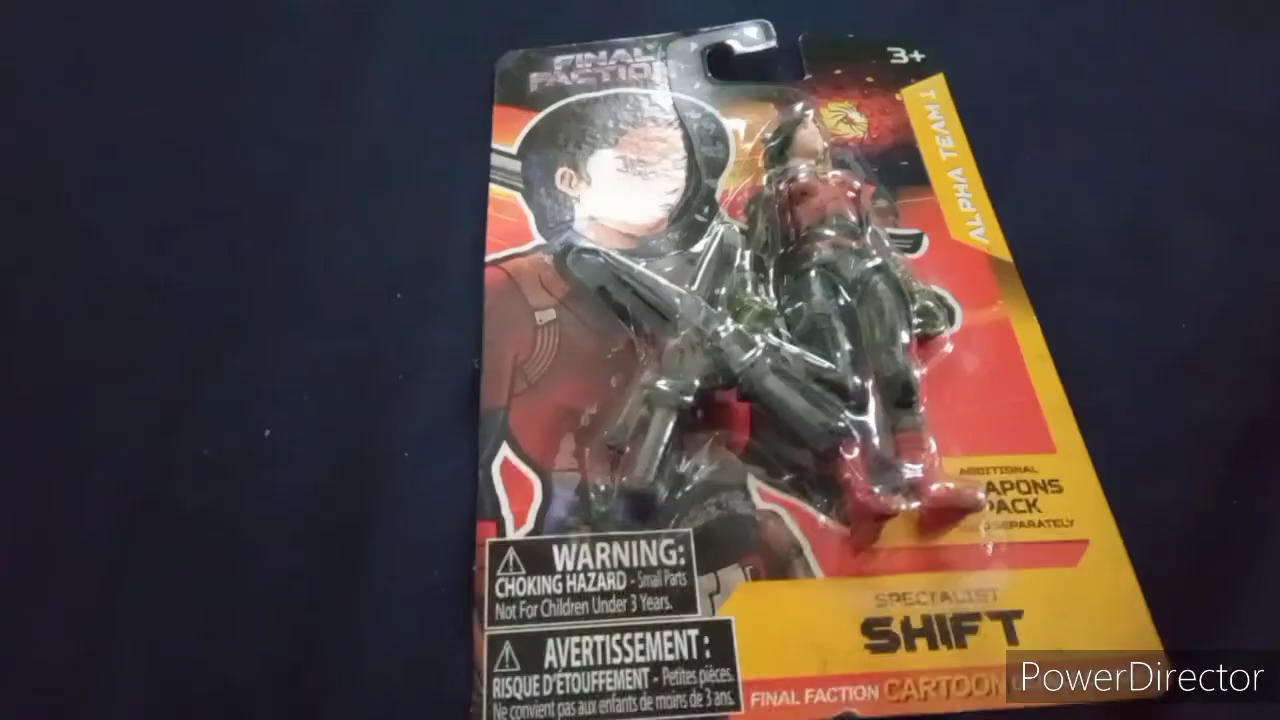 FINAL
FACTION
3+
ALPHA TEAM 1
ADDITIONAL
APONS
PACK
SEPARATELY
WARNING:
CHOKING HAZARD - Small Parts
Not For Children Under 3 Years.
AVERTISSEMENT :
RISQUE D'ÉTOUFFEMENT - Petites pièces.
Ne convient pas aux enfants de moins de 3 ans.
SPECIALIST
SHIFT
FINAL FACTION CARTOON
PowerDirector